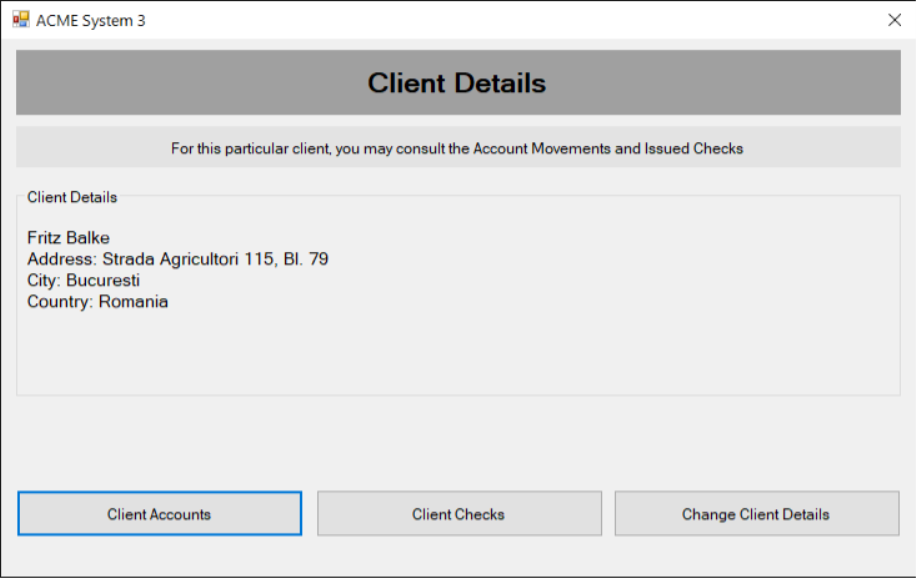 ACME System 3
Client Details
For this particular client, you may consult the Account Movements and Issued Checks
Client Details
Fritz Balke
Address: Strada Agricultori 115, Bl. 79
City: Bucuresti
Country: Romania
Client Accounts
Client Checks
Change Client Details